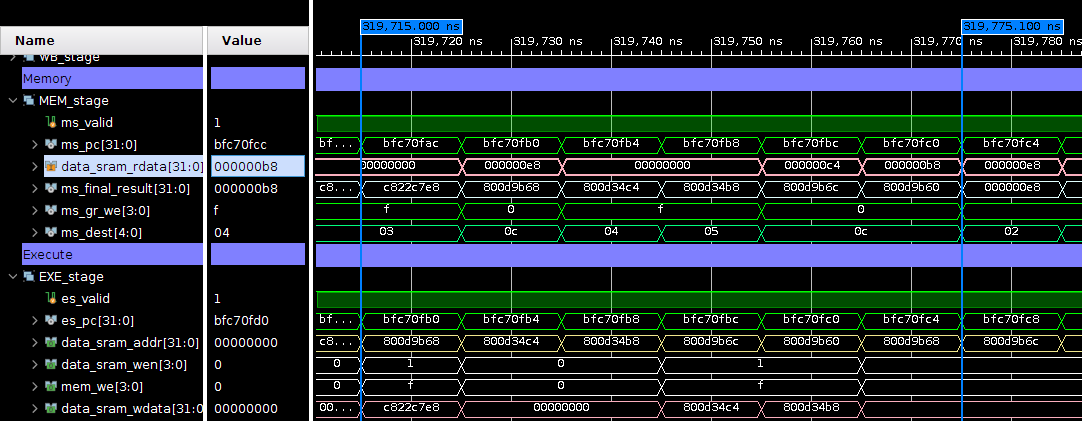 319,715.000 ns 319,775.100 ns
Name Value 319,720 ns 319,730 ns 319,740 ns 319,750 ns 319,760 ns 319,770 ns 319,780 ns
WB_stage
Memory
MEM_stage
ms_valid 1
ms_pc[31:0] bfc70fcc bf... bfc70fac bfc70fb0 bfc70fb4 bfc70fb8 bfc70fbc bfc70fc0 bfc70fc4
data_sram_rdata[31:0] 000000b8 00000000 000000e8 00000000 000000c4 000000b8 000000e8
ms_final_result[31:0] 000000b8 c8... c822c7e8 800d9b68 800d34c4 800d34b8 800d9b6c 800d9b60 000000e8
ms_gr_we[3:0] f f 0 f 0
ms_dest[4:0] 04 03 0c 04 05 0c 02
Execute
EXE_stage
es_valid 1
es_pc[31:0] bfc70fd0 bf... bfc70fb0 bfc70fb4 bfc70fb8 bfc70fbc bfc70fc0 bfc70fc4 bfc70fc8
data_sram_addr[31:0] 00000000 c8... 800d9b68 800d34c4 800d34b8 800d9b6c 800d9b60 800d9b68 800d9b6c
data_sram_wen[3:0] 0 0 1 0 1
mem_we[3:0] 0 0 f 0 f
data_sram_wdata[31:0 00000000 00... c822c7e8 00000000 800d34c4 800d34b8